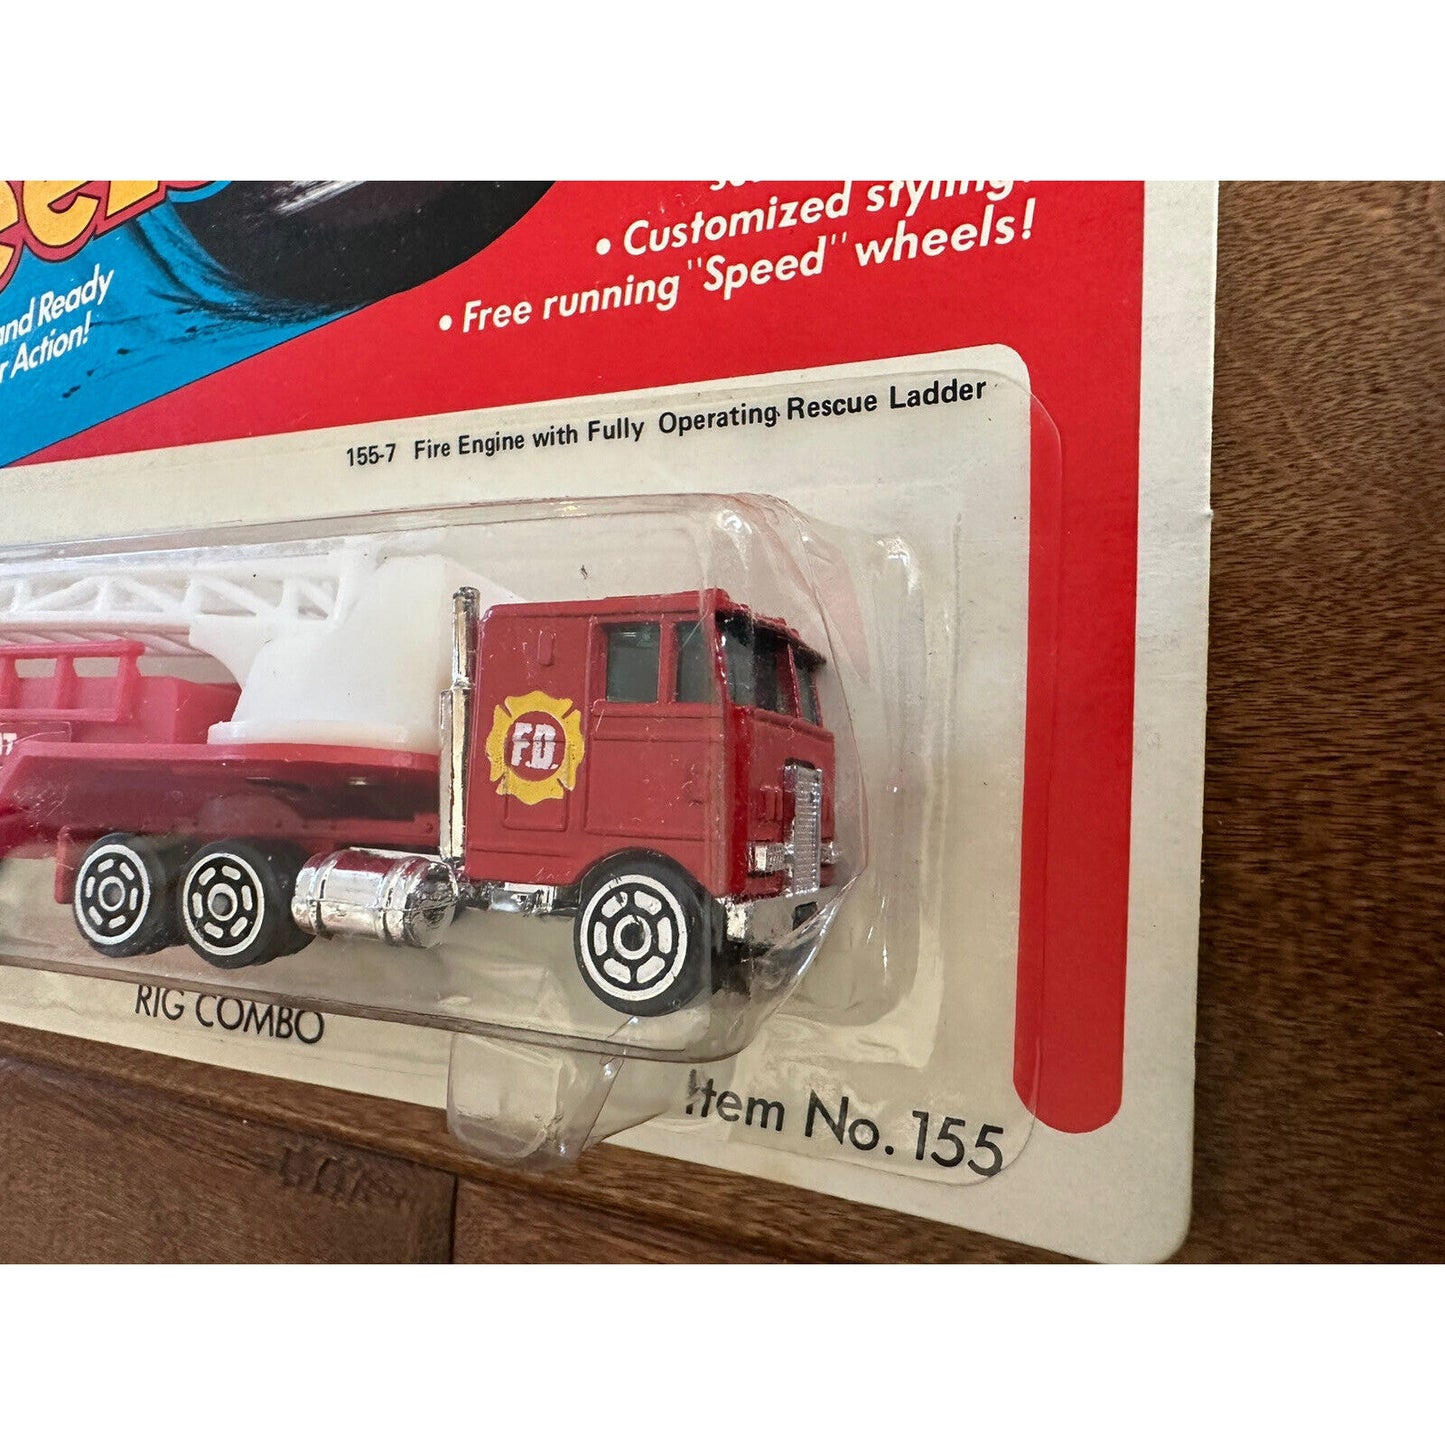 and Ready
Action!
• Customized styling!
• Free running "Speed" wheels!
155-7 Fire Engine with Fully Operating Rescue Ladder
F.D.
RIG COMBO
Item No. 155